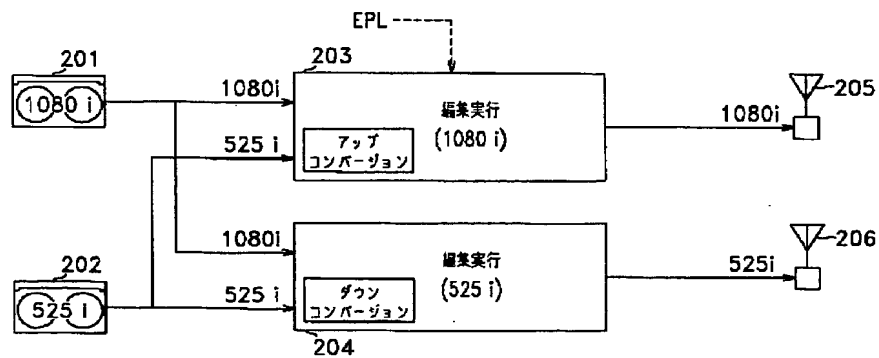 EPL
201
203
1080 i
1080i
編集実行
(1080 i)
1080i
205
525 i
アップ
コンバージョン
202
525 i
1080i
編集実行
(525 i)
525i
206
525 i
ダウン
コンバージョン
204